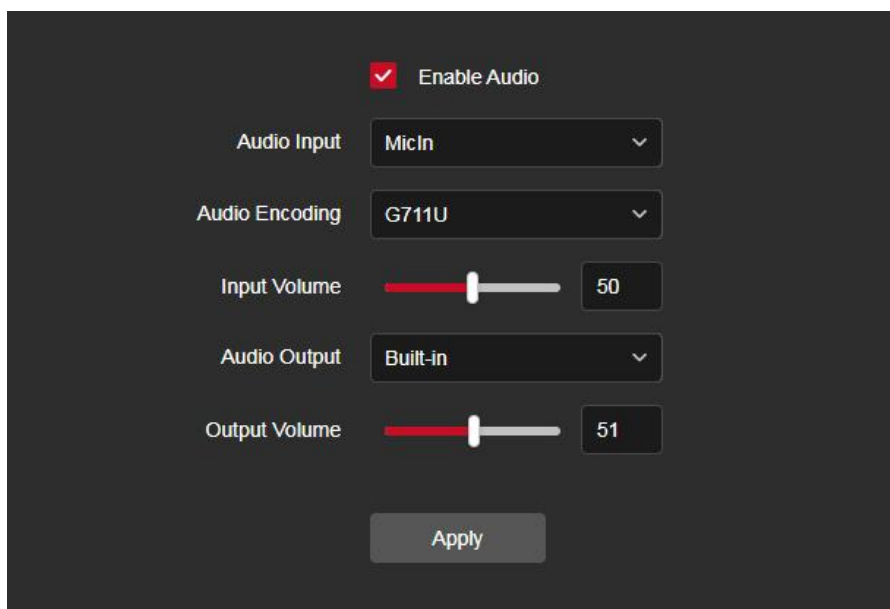 Enable Audio
Audio Input MicIn
Audio Encoding G711U
Input Volume 50
Audio Output Built-in
Output Volume 51
Apply